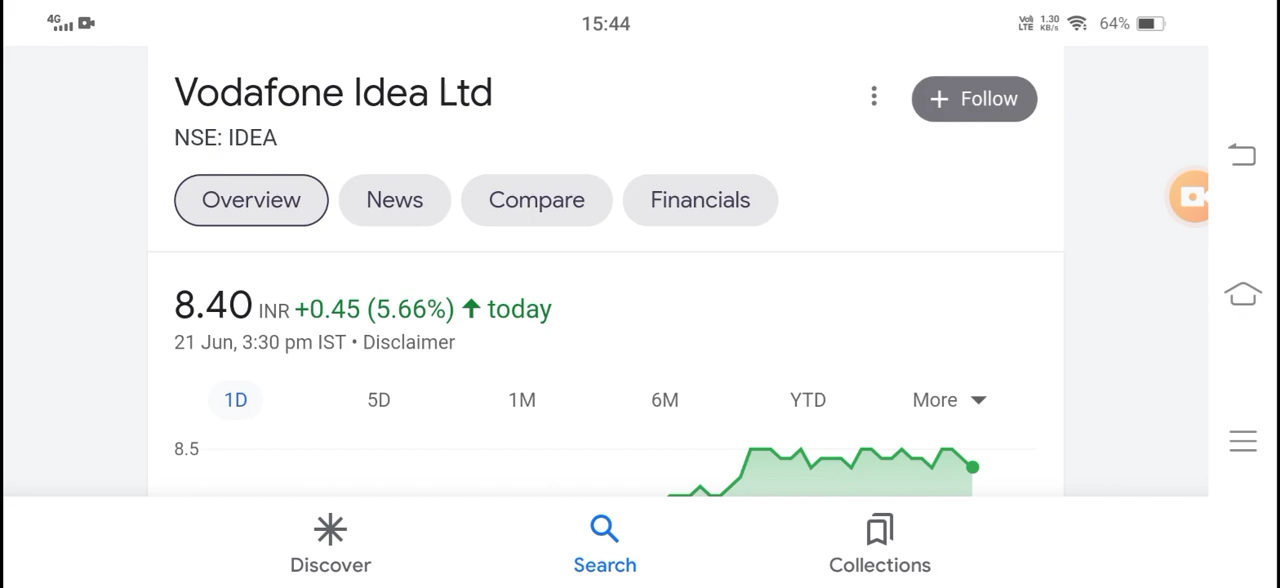 4G 15:44 Vo) LTE 1.30 KB/s 64%
Vodafone Idea Ltd
+ Follow
NSE: IDEA
Overview News Compare Financials
8.40 INR +0.45 (5.66%) ↑ today
21 Jun, 3:30 pm IST • Disclaimer
1D 5D 1M 6M YTD More
8.5
Discover Search Collections